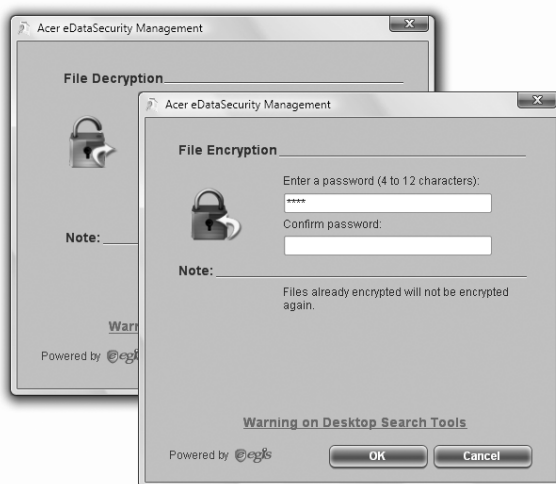 Acer eDataSecurity Management
File Decryption
Note:
Powered by eg
Acer eDataSecurity Management
File Encryption
Enter a password (4 to 12 characters):
****
Confirm password:
Note:
Files already encrypted will not be encrypted
again.
Warning on Desktop Search Tools
Powered by egis
OK
Cancel